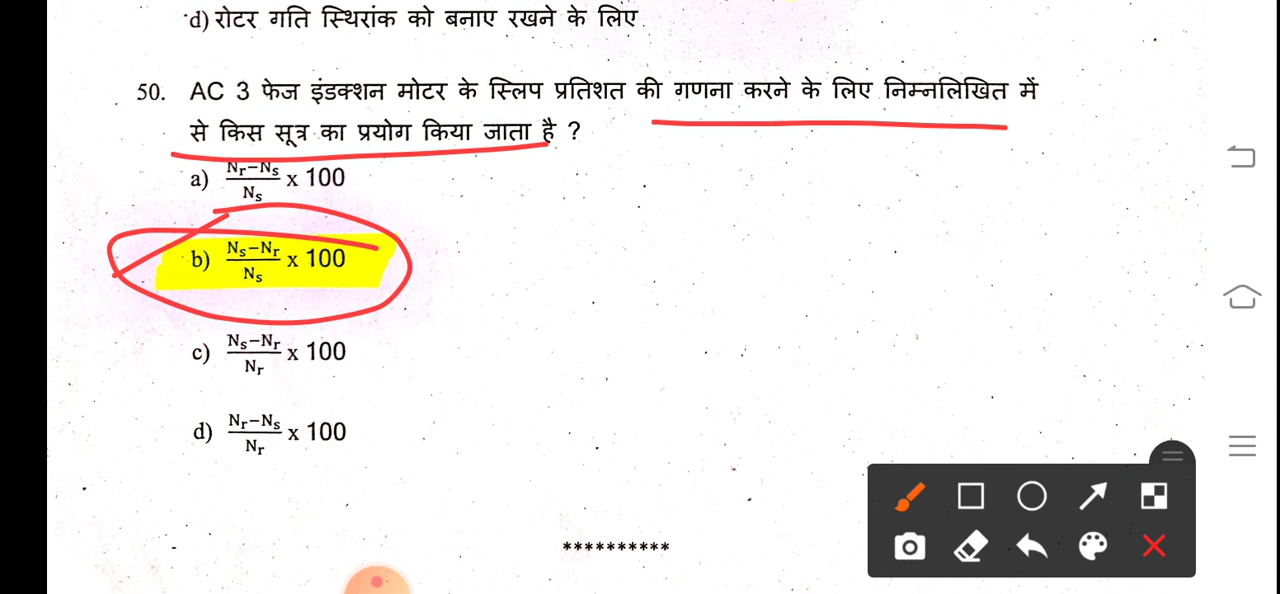 d) रोटर गति स्थिरांक को बनाए रखने के लिए
50. AC 3 फेज इंडक्शन मोटर के स्लिप प्रतिशत की गणना करने के लिए निम्नलिखित में
से किस सूत्र का प्रयोग किया जाता है ?
a) Nr−Ns/Ns x 100
b) Ns−Nr/Ns x 100
c) Ns−Nr/Nr x 100
d) Nr−Ns/Nr x 100
**********